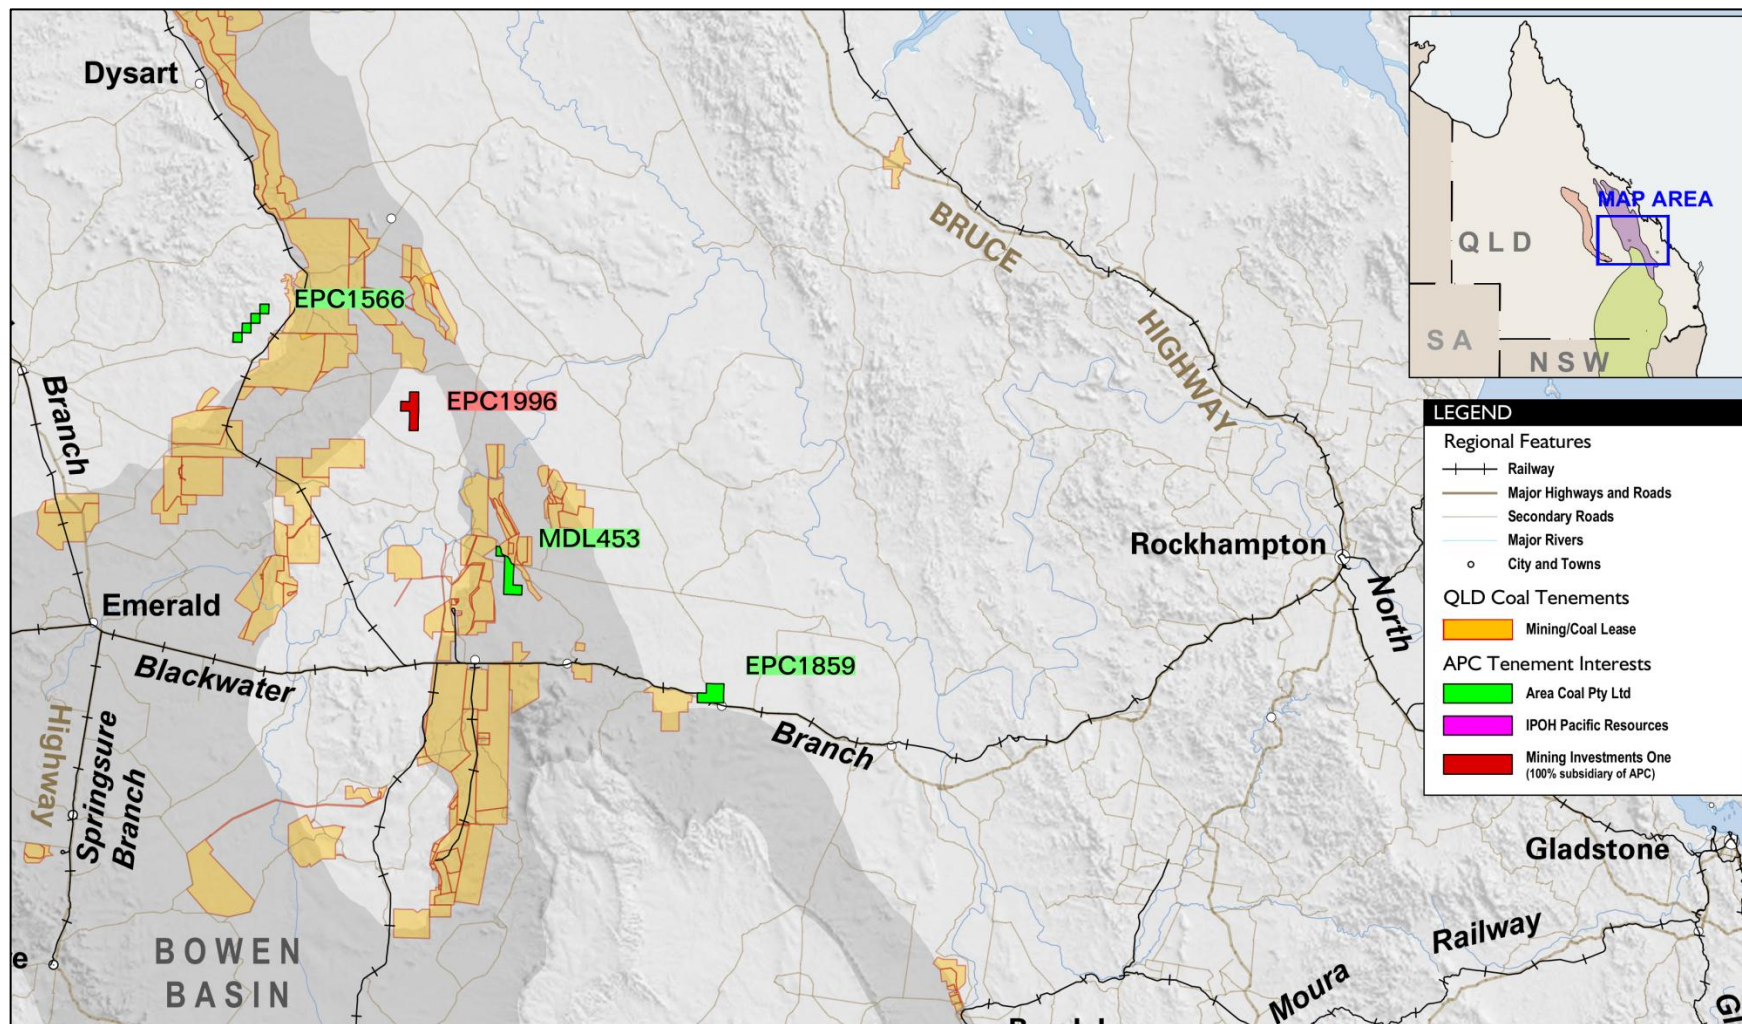 Dysart
EPC1566
EPC1996
MDL453
EPC1859
Branch
Emerald
Blackwater
Branch
Highway
Springsure
Branch
BOWEN
BASIN
BRUCE
HIGHWAY
Rockhampton
North
Gladstone
Railway
Moura
MAP AREA
QLD
SA
NSW
LEGEND
Regional Features
Railway
Major Highways and Roads
Secondary Roads
Major Rivers
City and Towns
QLD Coal Tenements
Mining/Coal Lease
APC Tenement Interests
Area Coal Pty Ltd
IPOH Pacific Resources
Mining Investments One
(100% subsidiary of APC)